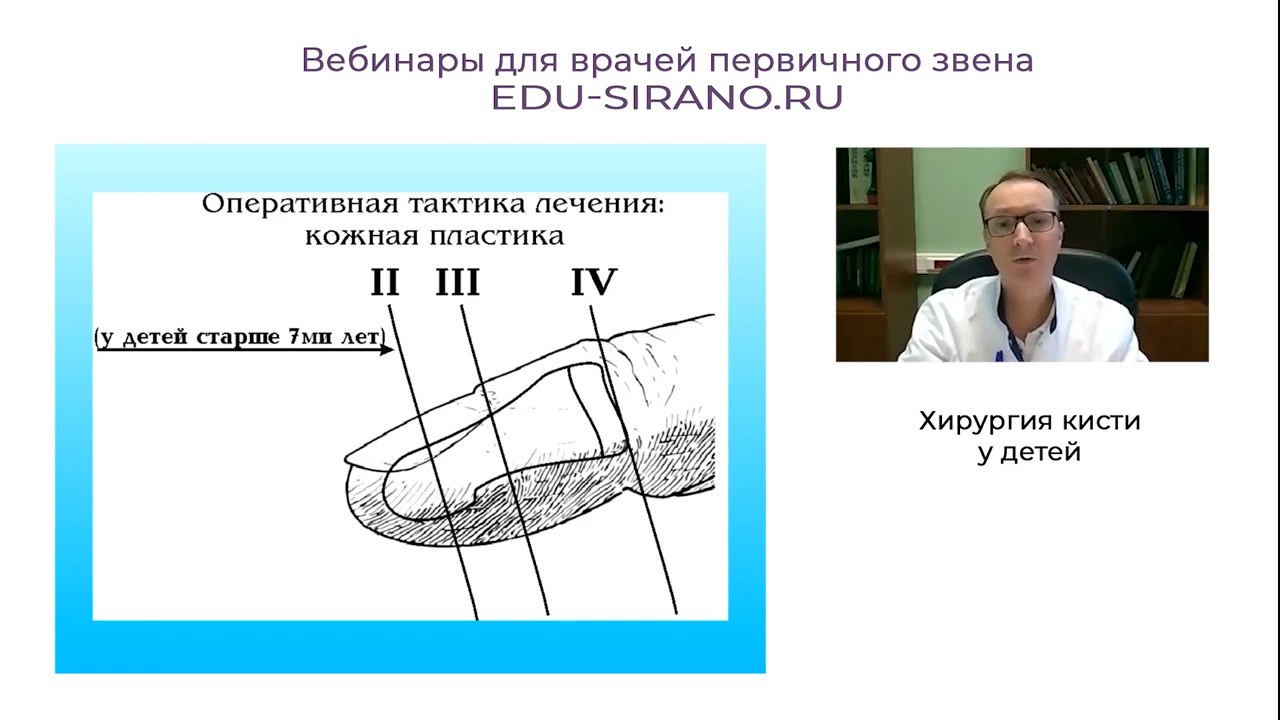 Вебинары для врачей первичного звена
EDU-SIRANO.RU
Оперативная тактика лечения:
кожная пластика
II III IV
(у детей старше 7ми лет)
Хирургия кисти
у детей